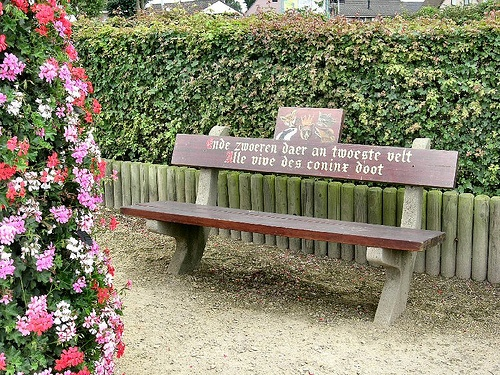 Ende zwoeren daer an twoeste velt
Alle vive des coninx doot